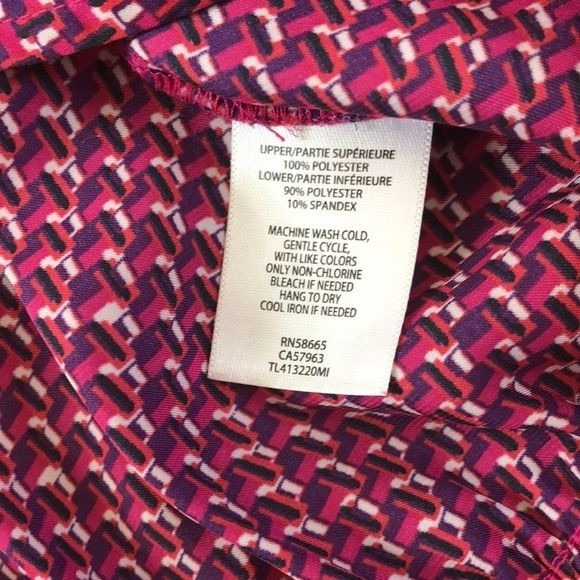 UPPER/PARTIE SUPÉRIEURE
100% POLYESTER
LOWER/PARTIE INFÉRIEURE
90% POLYESTER
10% SPANDEX
MACHINE WASH COLD,
GENTLE CYCLE,
WITH LIKE COLORS
ONLY NON-CHLORINE
BLEACH IF NEEDED
HANG TO DRY
COOL IRON IF NEEDED
RN58665
CA57963
TL413220MI